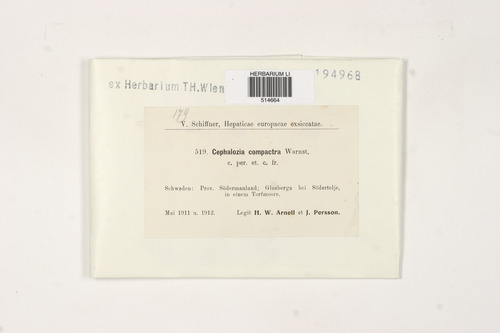 ex Herbarium T.H. Wien
HERBARIUM LI
514664
194968
179
V. Schiffner, Hepaticae europaeae exsiccatae.
519. Cephalozia compactra Warnst,
c. per. et. c. fr.
Schweden: Prov. Södermanland; Glasberga bei Södertelje,
in einem Torfmoore.
Mai 1911 u. 1912. Legit H. W. Arnell et J. Persson.